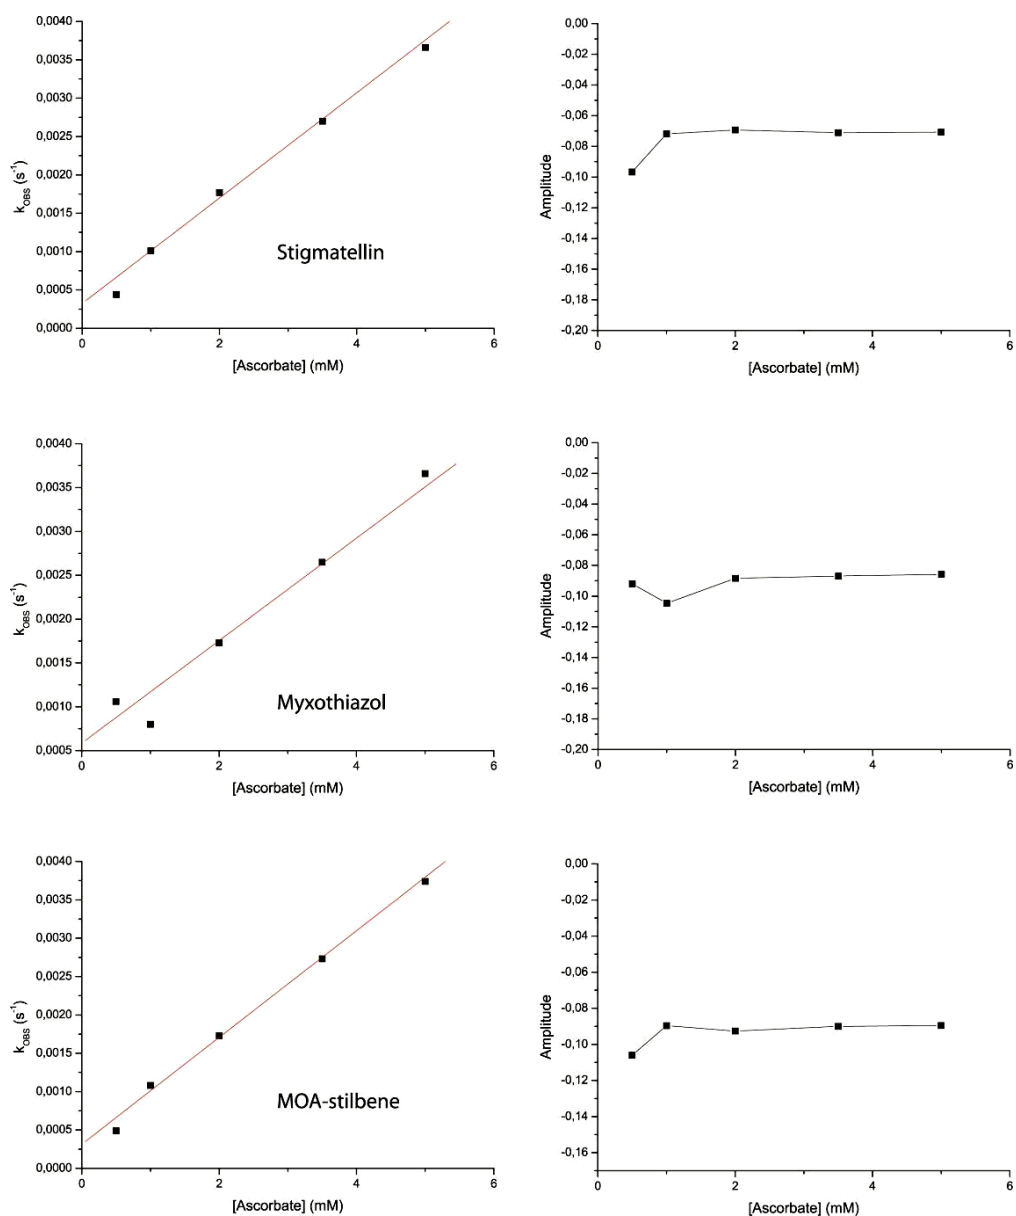 0,0040
0,0035
0,0030
0,0025
0,0020
0,0015
0,0010
0,0005
0,0000
k_OBS (s⁻¹)
Stigmatellin
0 2 4 6
[Ascorbate] (mM)
-0,00
-0,02
-0,04
-0,06
-0,08
-0,10
-0,12
-0,14
-0,16
-0,18
-0,20
Amplitude
0 2 4 6
[Ascorbate] (mM)
0,0040
0,0035
0,0030
0,0025
0,0020
0,0015
0,0010
0,0005
k_OBS (s⁻¹)
Myxothiazol
0 2 4 6
[Ascorbate] (mM)
0,00
-0,02
-0,04
-0,06
-0,08
-0,10
-0,12
-0,14
-0,16
-0,18
-0,20
Amplitude
0 2 4 6
[Ascorbate] (mM)
0,0040
0,0035
0,0030
0,0025
0,0020
0,0015
0,0010
0,0005
0,0000
k_OBS (s⁻¹)
MOA-stilbene
0 2 4 6
[Ascorbate] (mM)
0,00
-0,02
-0,04
-0,06
-0,08
-0,10
-0,12
-0,14
-0,16
Amplitude
0 2 4 6
[Ascorbate] (mM)